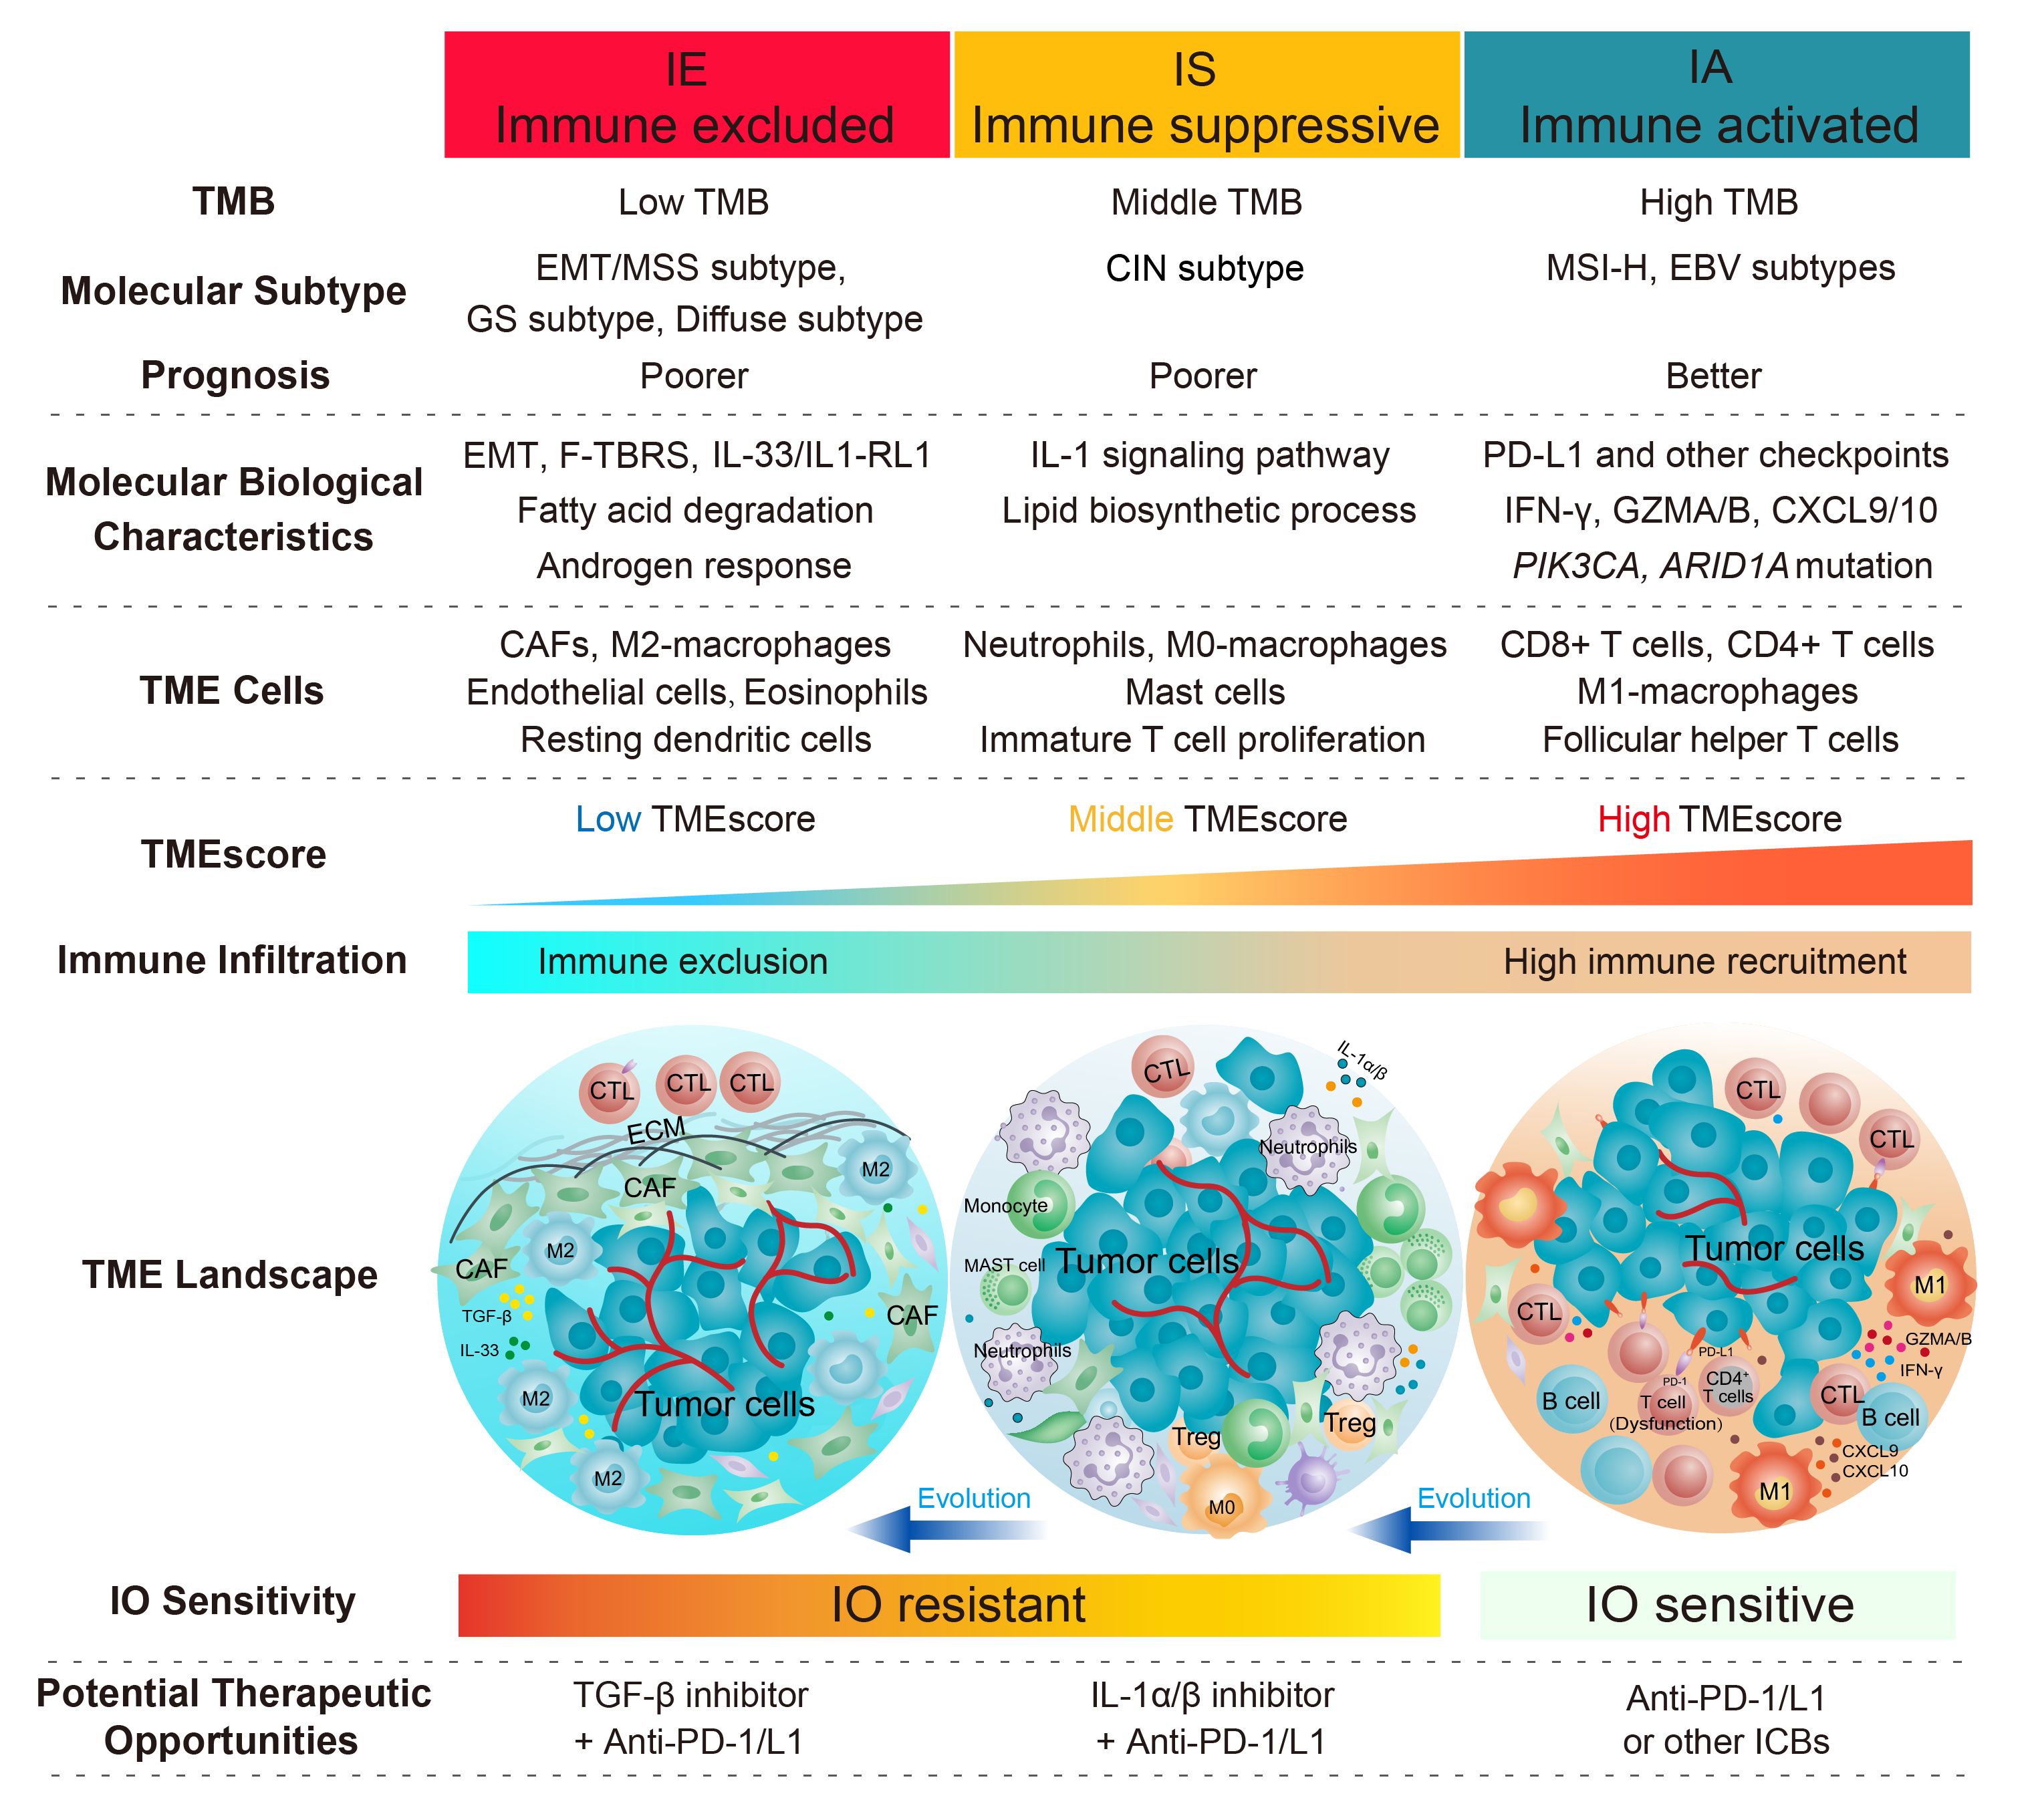 IE
Immune excluded
IS
Immune suppressive
IA
Immune activated
TMB
Low TMB
Middle TMB
High TMB
Molecular Subtype
EMT/MSS subtype,
GS subtype, Diffuse subtype
CIN subtype
MSI-H, EBV subtypes
Prognosis
Poorer
Poorer
Better
Molecular Biological
Characteristics
EMT, F-TBRS, IL-33/IL1-RL1
Fatty acid degradation
Androgen response
IL-1 signaling pathway
Lipid biosynthetic process
PD-L1 and other checkpoints
IFN-γ, GZMA/B, CXCL9/10
PIK3CA, ARID1A mutation
TME Cells
CAFs, M2-macrophages
Endothelial cells, Eosinophils
Resting dendritic cells
Neutrophils, M0-macrophages
Mast cells
Immature T cell proliferation
CD8+ T cells, CD4+ T cells
M1-macrophages
Follicular helper T cells
TMEscore
Low TMEscore
Middle TMEscore
High TMEscore
Immune Infiltration
Immune exclusion
High immune recruitment
TME Landscape
CTL
CTL
CTL
ECM
M2
CAF
M2
CAF
TGF-β
IL-33
CAF
M2
Tumor cells
M2
CTL
IL-1α/β
Neutrophils
Monocyte
MAST cell
Tumor cells
Neutrophils
Treg
Treg
M0
CTL
CTL
Tumor cells
M1
CTL
GZMA/B
IFN-γ
PD-L1
PD-1
CD4+
T cells
T cell
(Dysfunction)
B cell
CTL
B cell
CXCL9
CXCL10
M1
Evolution
Evolution
IO Sensitivity
IO resistant
IO sensitive
Potential Therapeutic
Opportunities
TGF-β inhibitor
+ Anti-PD-1/L1
IL-1α/β inhibitor
+ Anti-PD-1/L1
Anti-PD-1/L1
or other ICBs